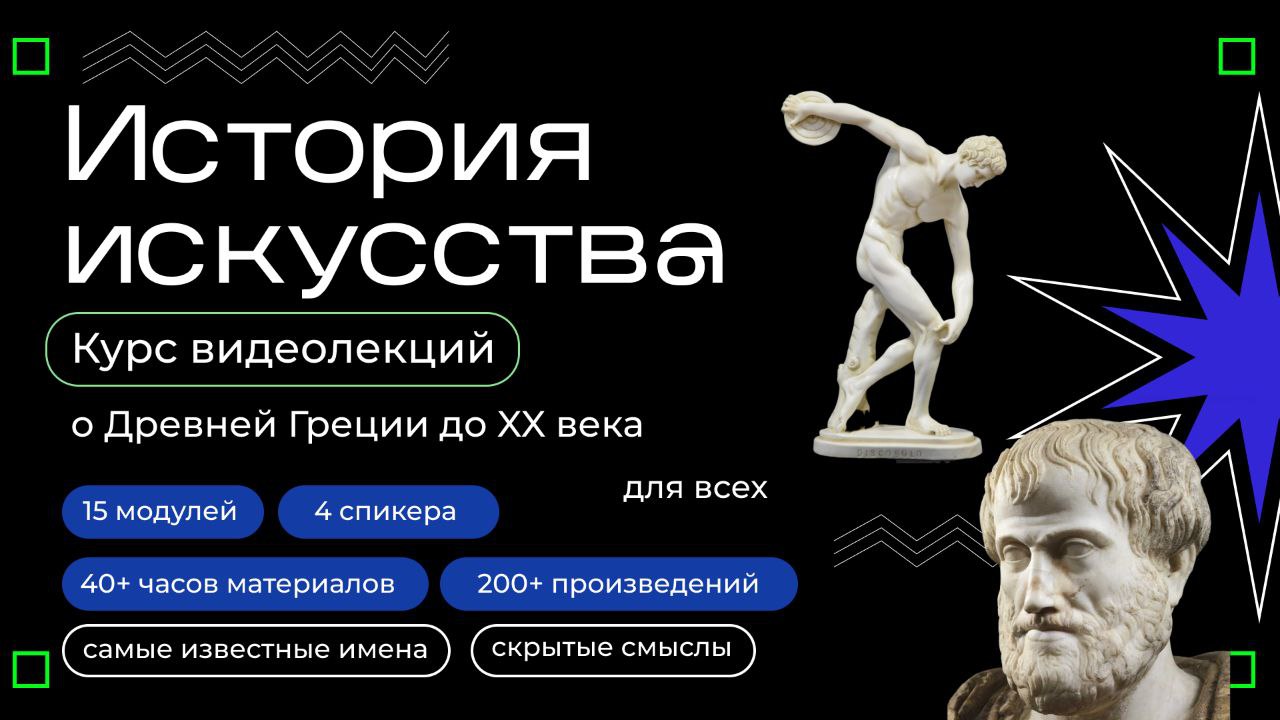 История
искусства
Курс видеолекций
о Древней Греции до XX века
для всех
15 модулей
4 спикера
40+ часов материалов
200+ произведений
самые известные имена
скрытые смыслы